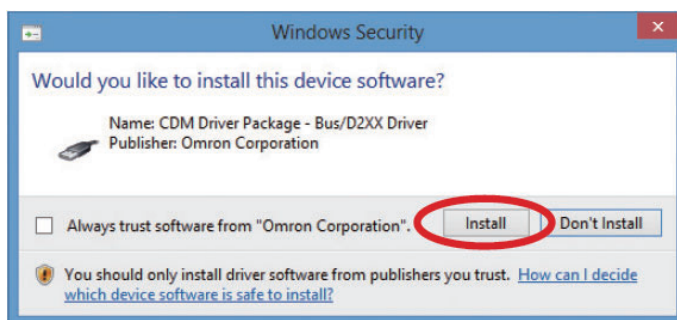 Windows Security
Would you like to install this device software?
Name: CDM Driver Package - Bus/D2XX Driver
Publisher: Omron Corporation
Always trust software from "Omron Corporation".
Install
Don't Install
You should only install driver software from publishers you trust. How can I decide
which device software is safe to install?